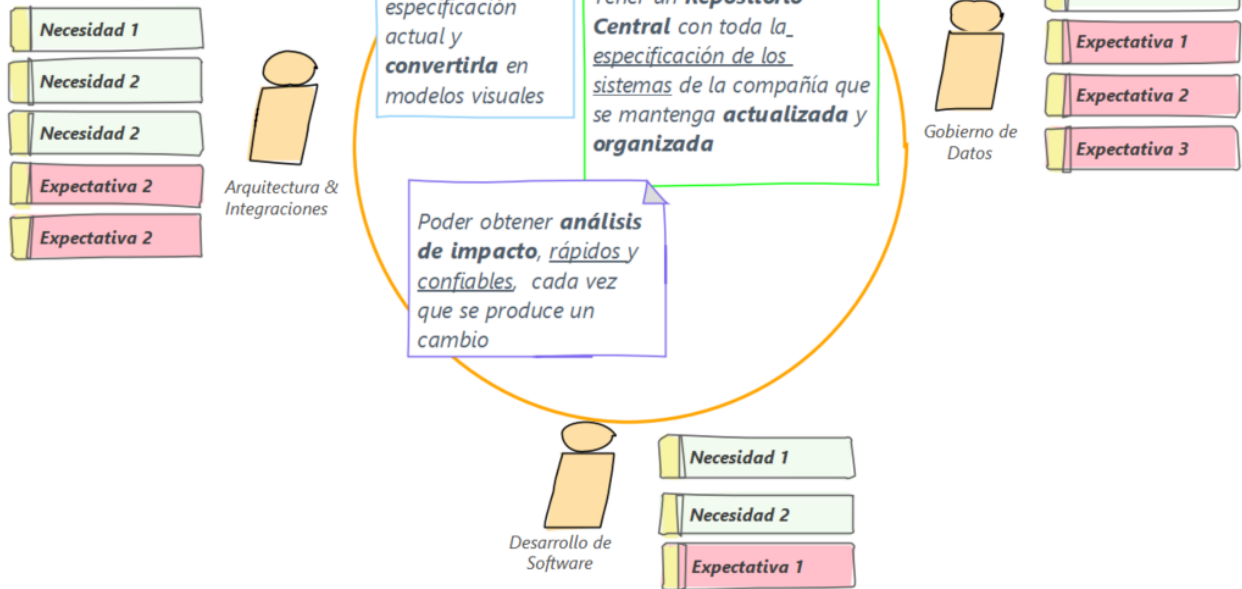 Necesidad 1
Necesidad 2
Necesidad 2
Expectativa 2
Expectativa 2
Arquitectura &
Integraciones
especificación
actual y
convertirla en
modelos visuales
Tener un Repositorio
Central con toda la
especificación de los
sistemas de la compañía que
se mantenga actualizada y
organizada
Poder obtener análisis
de impacto, rápidos y
confiables, cada vez
que se produce un
cambio
Gobierno de
Datos
Expectativa 1
Expectativa 2
Expectativa 3
Desarrollo de
Software
Necesidad 1
Necesidad 2
Expectativa 1